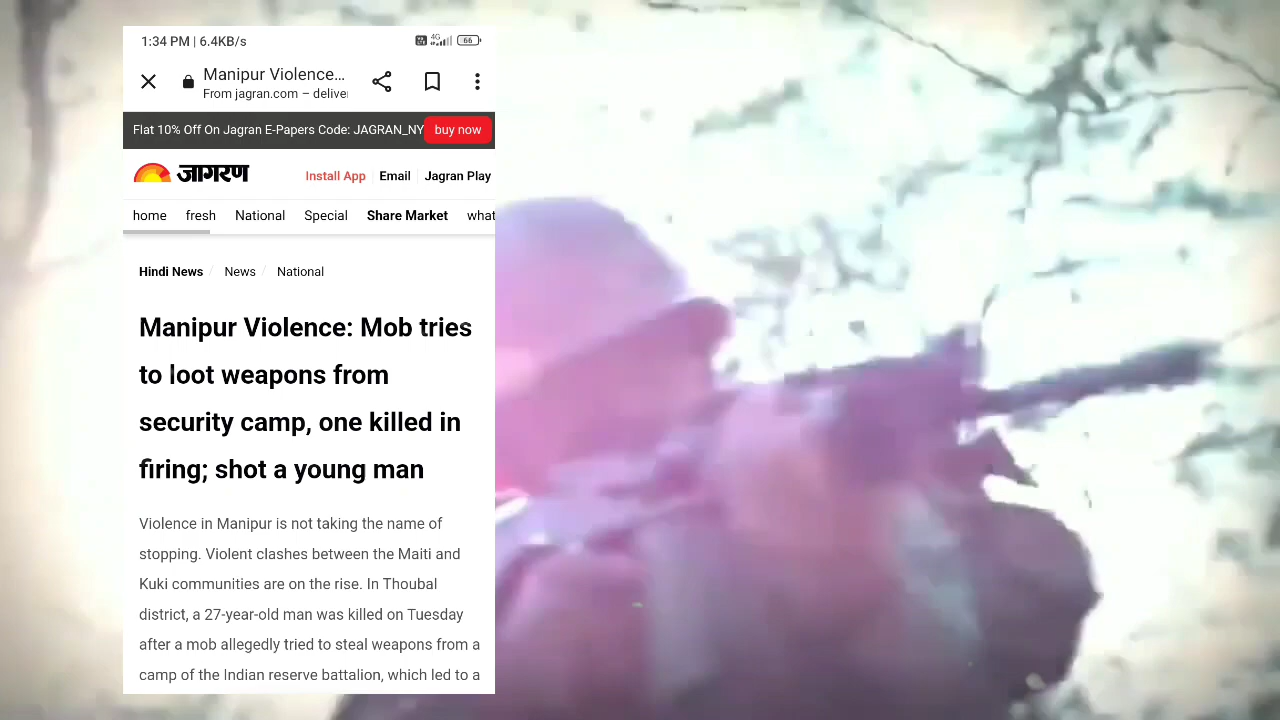 1:34 PM | 6.4KB/s
4G
66
Manipur Violence...
From jagran.com – delive
Flat 10% Off On Jagran E-Papers Code: JAGRAN_NY
buy now
जागरण
Install App
Email
Jagran Play
home
fresh
National
Special
Share Market
what
Hindi News / News / National
Manipur Violence: Mob tries
to loot weapons from
security camp, one killed in
firing; shot a young man
Violence in Manipur is not taking the name of
stopping. Violent clashes between the Maiti and
Kuki communities are on the rise. In Thoubal
district, a 27-year-old man was killed on Tuesday
after a mob allegedly tried to steal weapons from a
camp of the Indian reserve battalion, which led to a